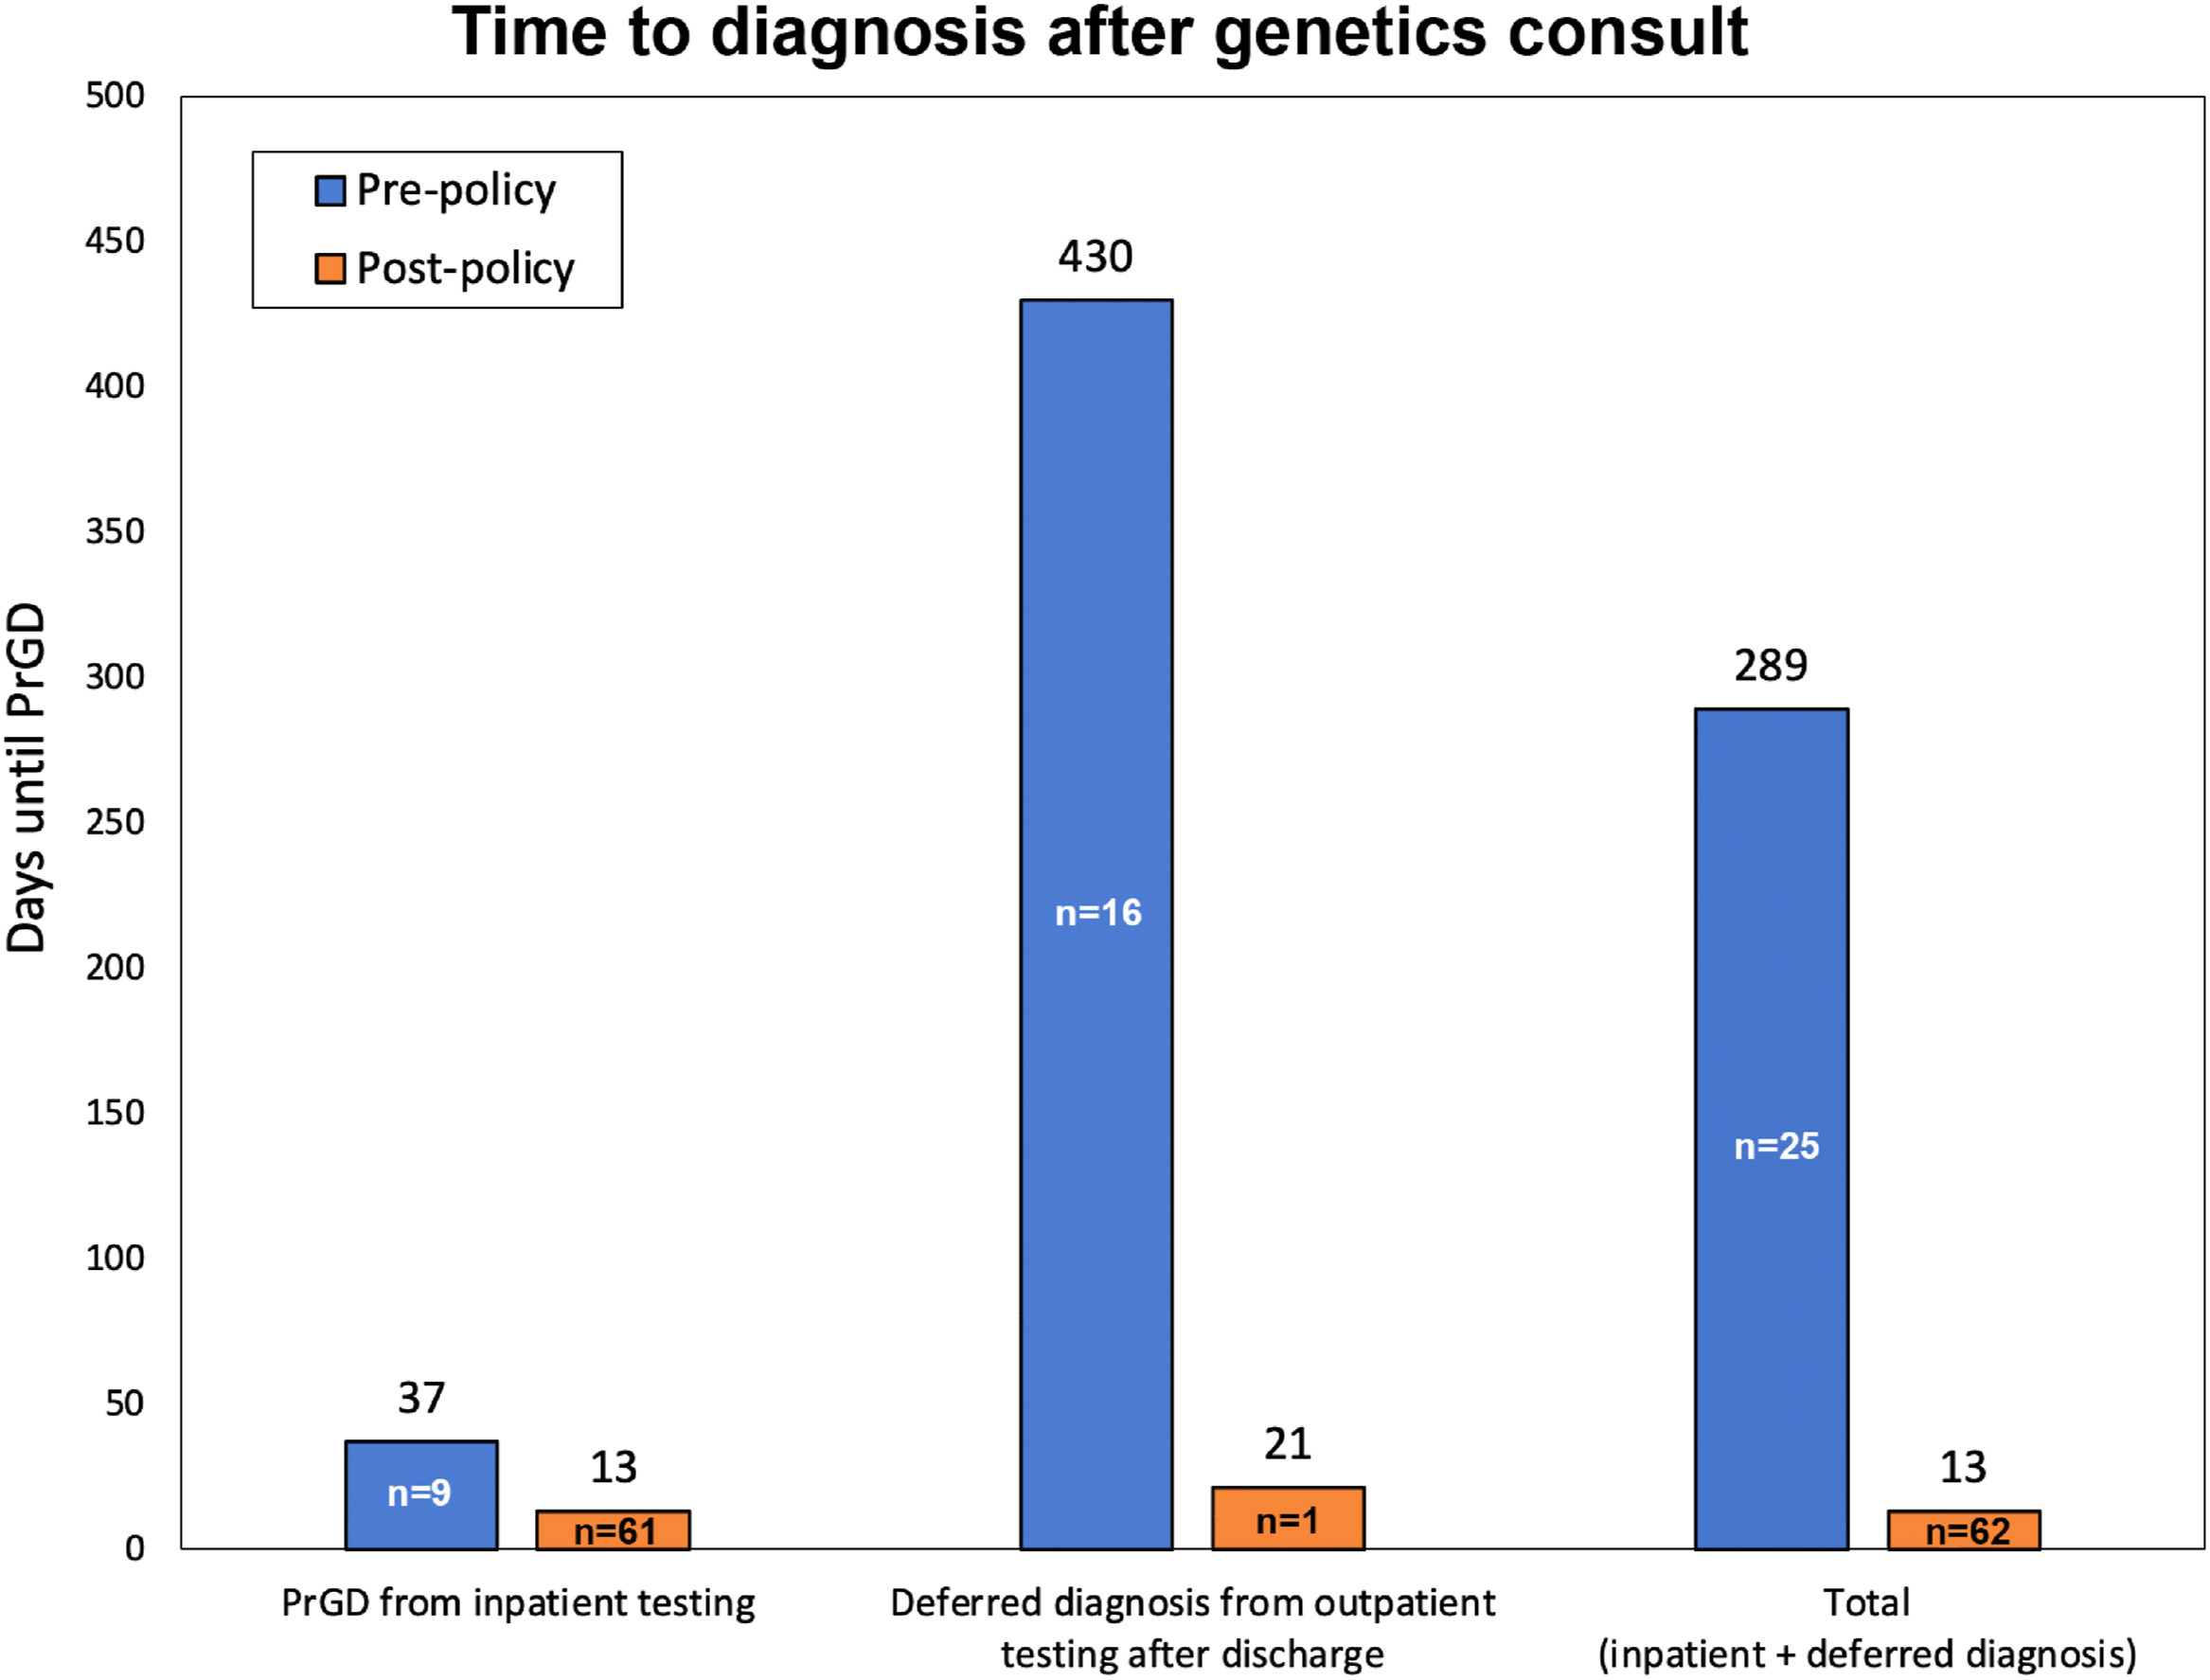 Time to diagnosis after genetics consult
500
450
400
350
300
250
200
150
100
50
0
Days until PrGD
Pre-policy
Post-policy
37
n=9
13
n=61
430
n=16
21
n=1
289
n=25
13
n=62
PrGD from inpatient testing
Deferred diagnosis from outpatient
testing after discharge
Total
(inpatient + deferred diagnosis)